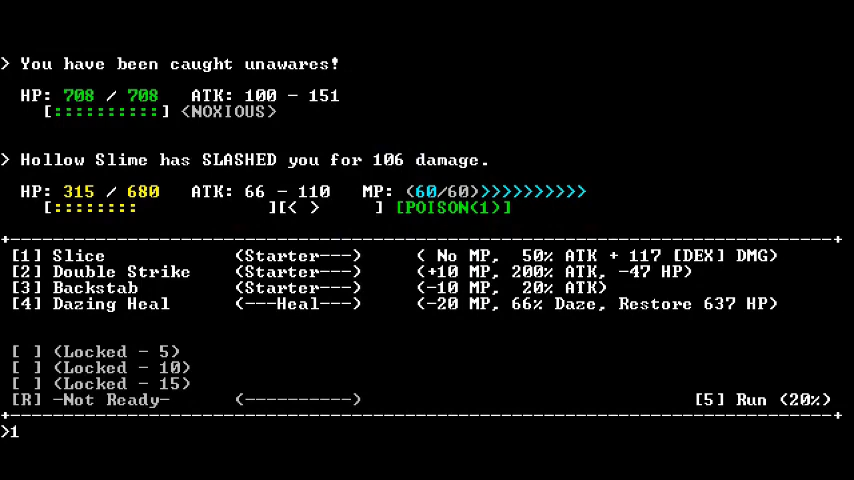 > You have been caught unawares!
HP: 708 / 708 ATK: 100 - 151
[::::::::::] <NOXIOUS>
> Hollow Slime has SLASHED you for 106 damage.
HP: 315 / 680 ATK: 66 - 110 MP: (60/60)>>>>>>>>>>
[:::::::: ][< > ] [POISON(1)]
+------------------------------------------------------------------------------+
[1] Slice (Starter---) ( No MP, 50% ATK + 117 [DEX] DMG)
[2] Double Strike (Starter---) (+10 MP, 200% ATK, -47 HP)
[3] Backstab (Starter---) (-10 MP, 20% ATK)
[4] Dazing Heal (---Heal---) (-20 MP, 66% Daze, Restore 637 HP)
[ ] (Locked - 5)
[ ] (Locked - 10)
[ ] (Locked - 15)
[R] -Not Ready- (----------) [5] Run (20%)
+------------------------------------------------------------------------------+
>1